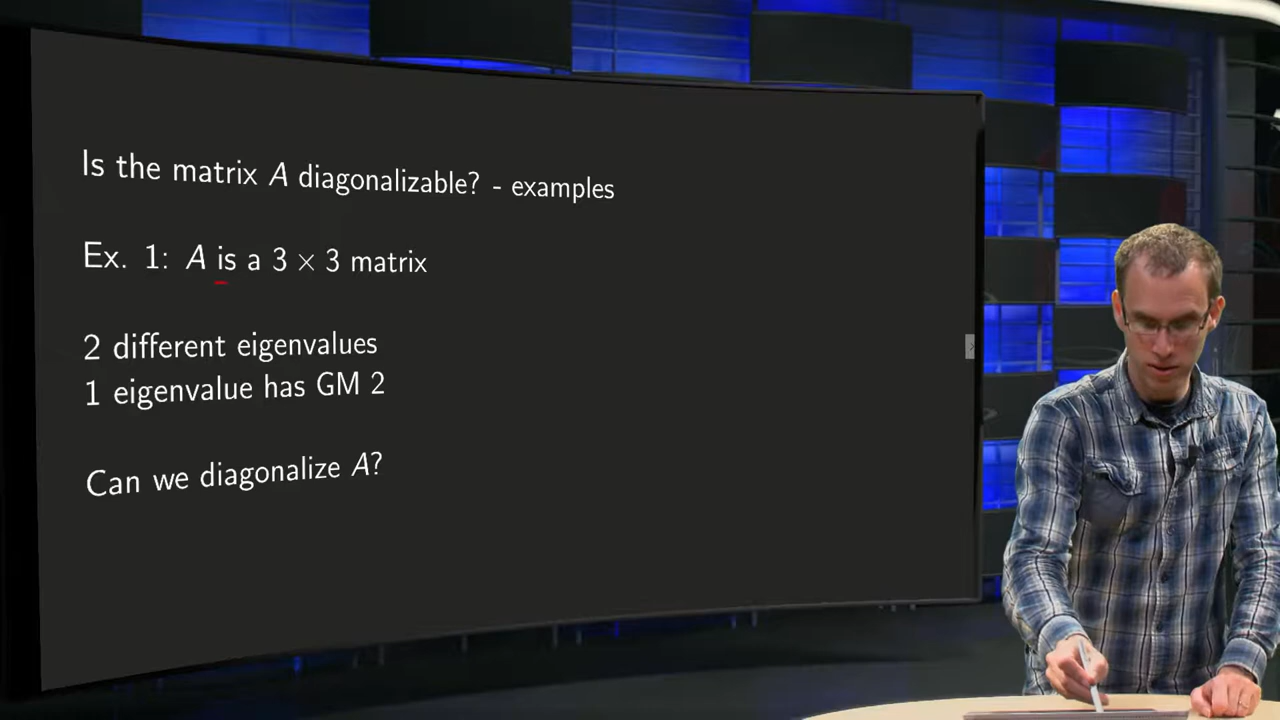 Is the matrix A diagonalizable? - examples
Ex. 1: A is a 3 × 3 matrix
2 different eigenvalues
1 eigenvalue has GM 2
Can we diagonalize A?